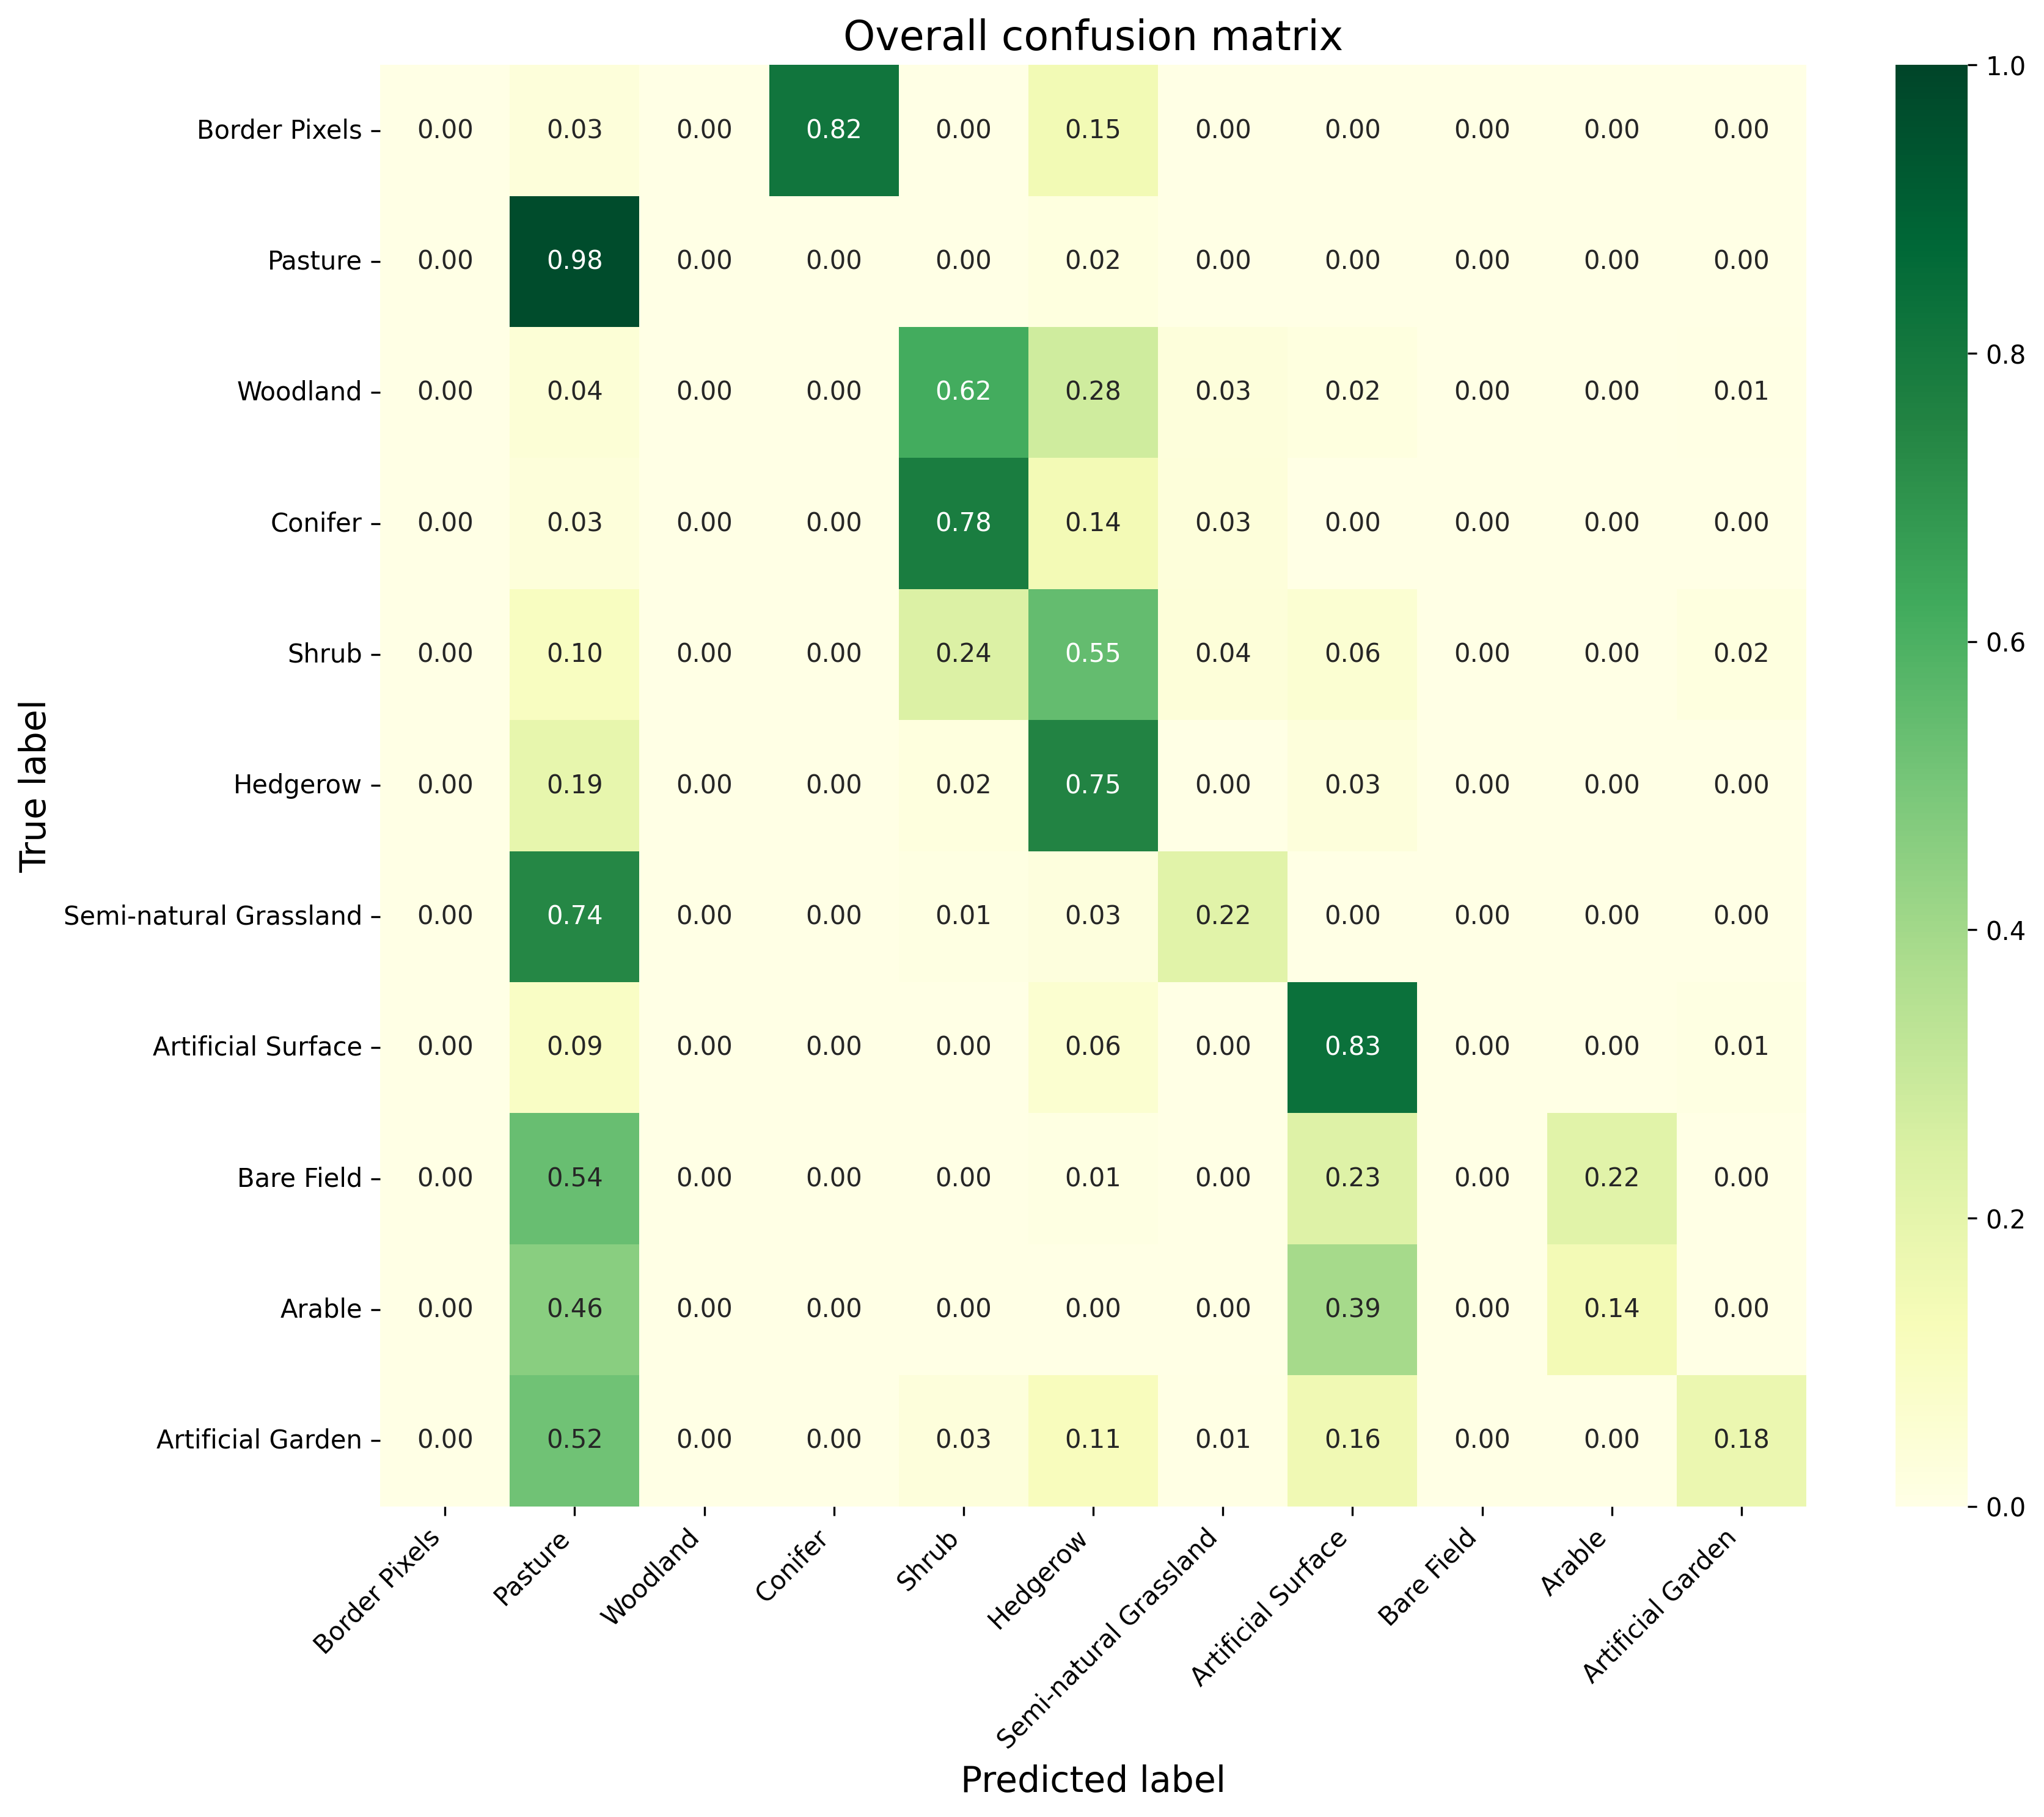 Overall confusion matrix
Border Pixels 0.00 0.03 0.00 0.82 0.00 0.15 0.00 0.00 0.00 0.00 0.00
Pasture 0.00 0.98 0.00 0.00 0.00 0.02 0.00 0.00 0.00 0.00 0.00
Woodland 0.00 0.04 0.00 0.00 0.62 0.28 0.03 0.02 0.00 0.00 0.01
Conifer 0.00 0.03 0.00 0.00 0.78 0.14 0.03 0.00 0.00 0.00 0.00
Shrub 0.00 0.10 0.00 0.00 0.24 0.55 0.04 0.06 0.00 0.00 0.02
Hedgerow 0.00 0.19 0.00 0.00 0.02 0.75 0.00 0.03 0.00 0.00 0.00
Semi-natural Grassland 0.00 0.74 0.00 0.00 0.01 0.03 0.22 0.00 0.00 0.00 0.00
Artificial Surface 0.00 0.09 0.00 0.00 0.00 0.06 0.00 0.83 0.00 0.00 0.01
Bare Field 0.00 0.54 0.00 0.00 0.00 0.01 0.00 0.23 0.00 0.22 0.00
Arable 0.00 0.46 0.00 0.00 0.00 0.00 0.00 0.39 0.00 0.14 0.00
Artificial Garden 0.00 0.52 0.00 0.00 0.03 0.11 0.01 0.16 0.00 0.00 0.18
True label
Border Pixels
Pasture
Woodland
Conifer
Shrub
Hedgerow
Semi-natural Grassland
Artificial Surface
Bare Field
Arable
Artificial Garden
Predicted label
1.0
0.8
0.6
0.4
0.2
0.0